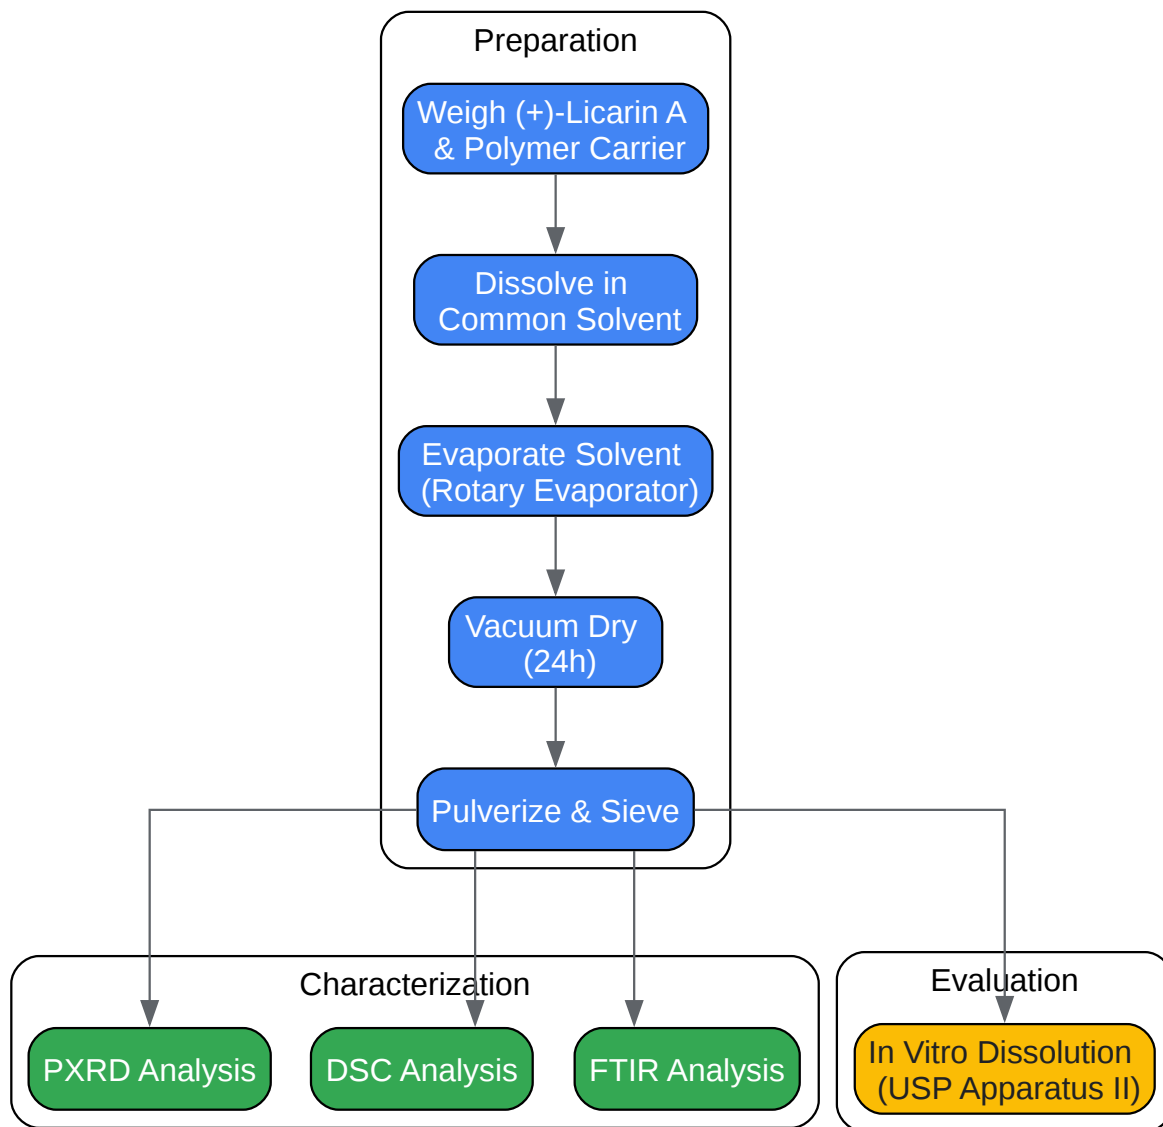 Preparation
Weigh (+)-Licarin A
& Polymer Carrier
Dissolve in
Common Solvent
Evaporate Solvent
(Rotary Evaporator)
Vacuum Dry
(24h)
Pulverize & Sieve
Characterization
PXRD Analysis
DSC Analysis
FTIR Analysis
Evaluation
In Vitro Dissolution
(USP Apparatus II)